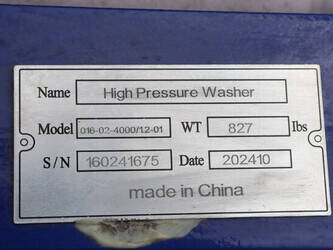 Name High Pressure Washer
Model 016-02-4000/12-01 WT 827 lbs
S/N 160241675 Date 202410
made in China